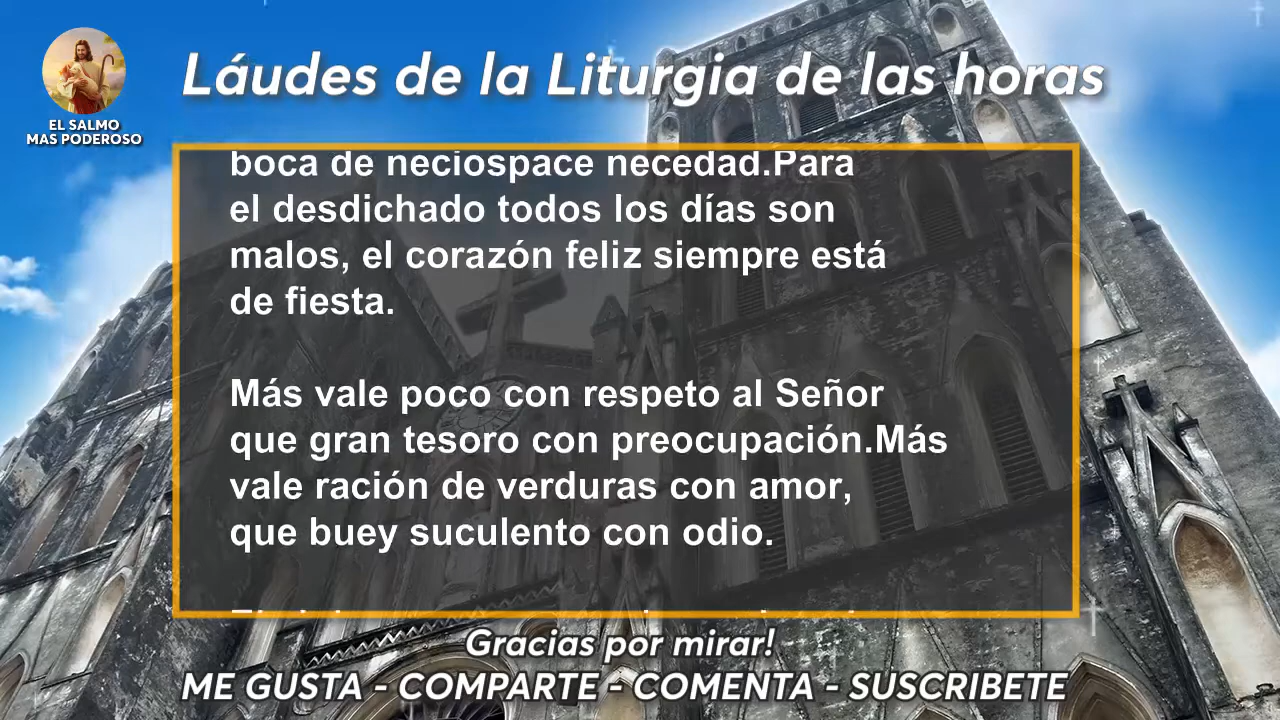 Láudes de la Liturgia de las horas
EL SALMO
MAS PODEROSO
boca de neciospace necedad.Para
el desdichado todos los días son
malos, el corazón feliz siempre está
de fiesta.
Más vale poco con respeto al Señor
que gran tesoro con preocupación.Más
vale ración de verduras con amor,
que buey suculento con odio.
Gracias por mirar!
ME GUSTA - COMPARTE - COMENTA - SUSCRIBETE